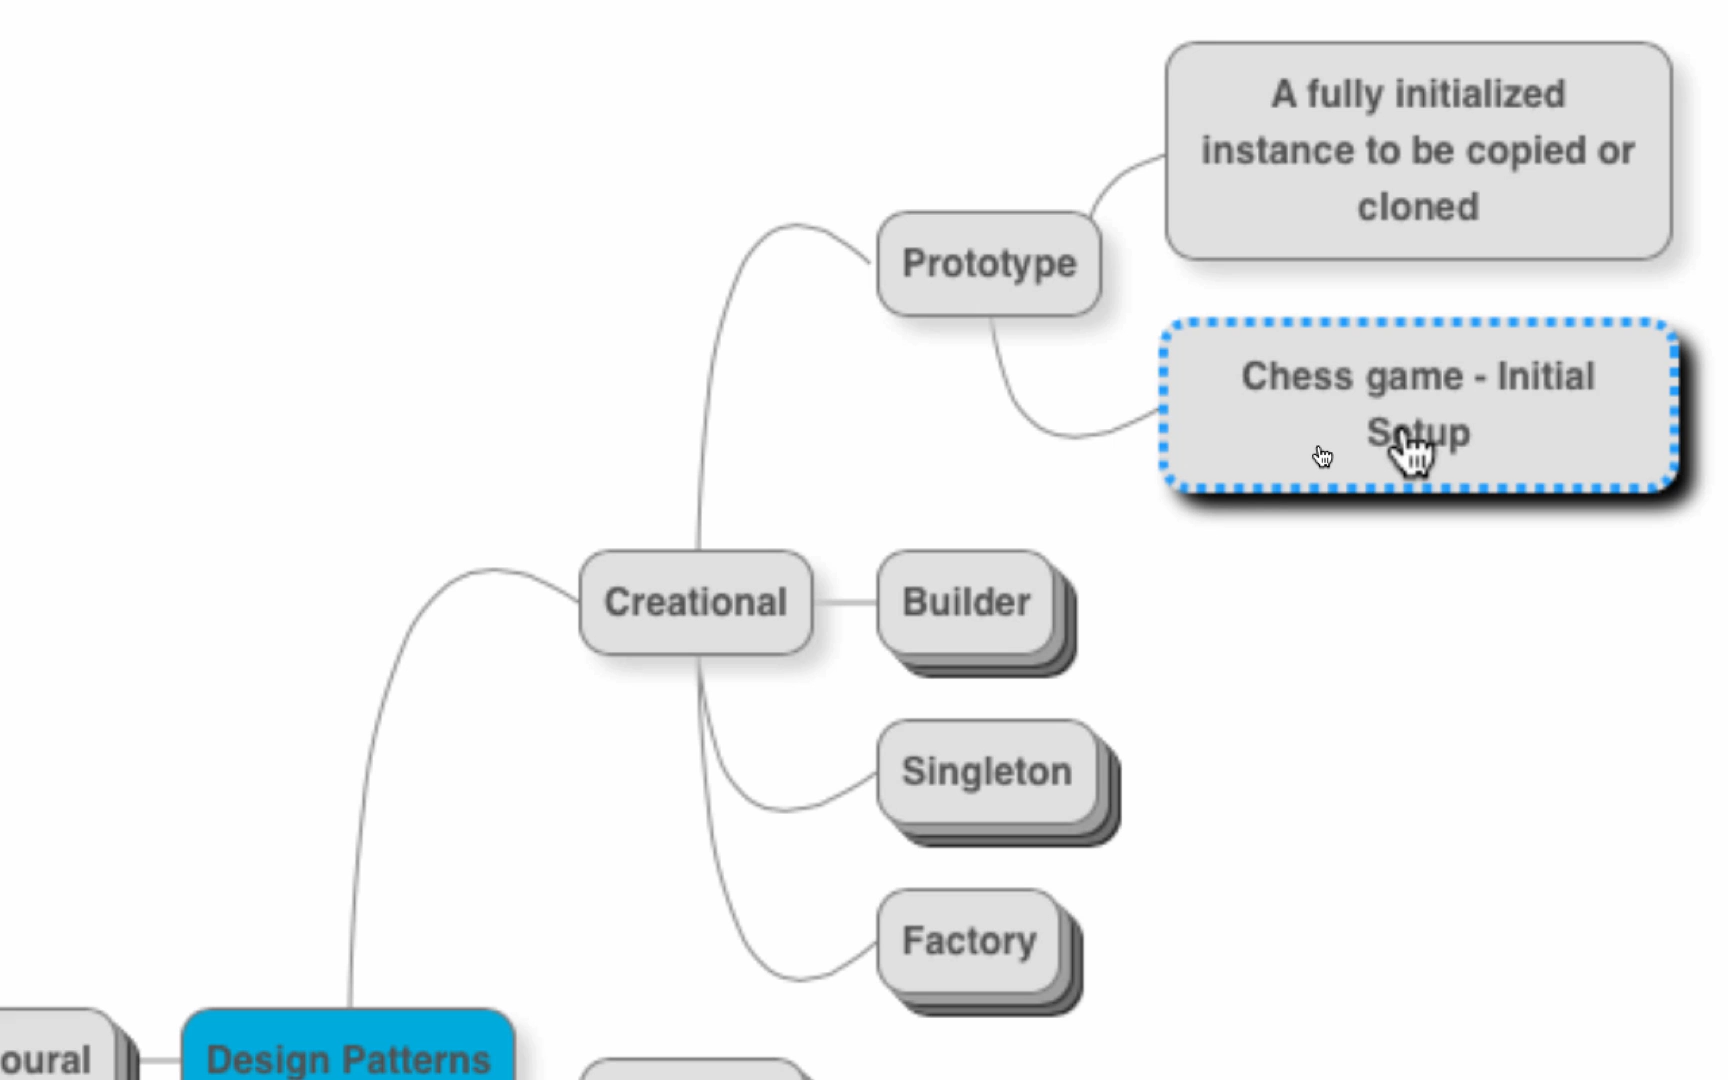 A fully initialized
instance to be copied or
cloned
Prototype
Chess game - Initial
Setup
Creational
Builder
Singleton
Factory
oural
Design Patterns